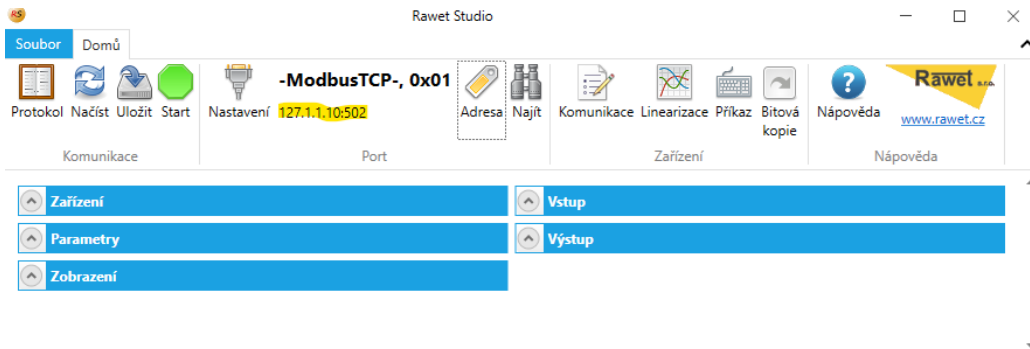 RS
Rawet Studio
Soubor Domů
Protokol Načíst Uložit Start
Komunikace
Nastavení
-ModbusTCP-, 0x01
127.1.1.10:502
Adresa Najít
Port
Komunikace Linearizace Příkaz Bitová
kopie
Zařízení
Nápověda
Rawet s.r.o.
www.rawet.cz
Nápověda
Zařízení
Vstup
Parametry
Výstup
Zobrazení